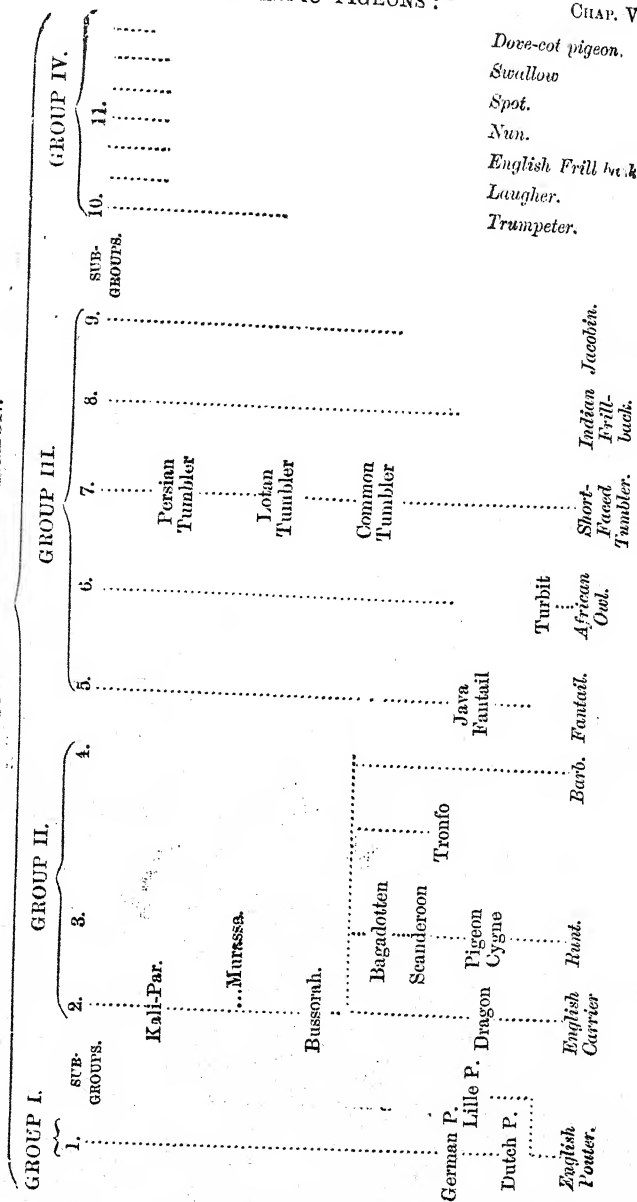 PIGEONS:
CHAP. V
GROUP I.
GROUP II.
GROUP III.
GROUP IV.
SUB-
GROUPS.
SUB-
GROUPS.
1.
2.
3.
4.
5.
6.
7.
8.
9.
10.
11.
Kali-Par.
...Murassa.
Bussorah.
Persian
Tumbler
Lotan
Tumbler
Common
Tumbler
Bagadotten
Scanderoon
Tronfo
German P.
Lille P.
Dutch P.
Dragon
Pigeon
Cygne
Java
Fantail
Turbit
English
Pouter.
English
Carrier
Runt.
Barb.
Fantail.
African
Owl.
Short-
Faced
Tumbler.
Indian
Frill-
back.
Jacobin.
Dove-cot pigeon.
Swallow
Spot.
Nun.
English Frill
Laugher.
Trumpeter.